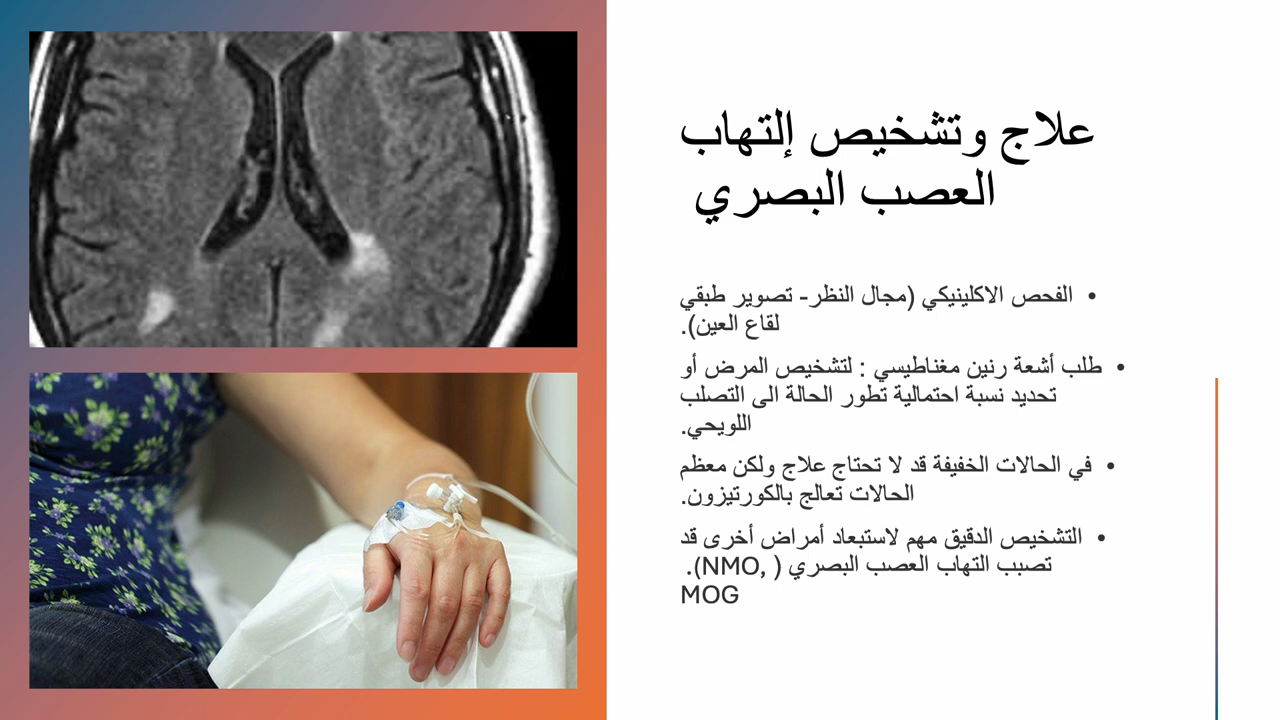 علاج وتشخيص إلتهاب
العصب البصري
• الفحص الاكلينيكي (مجال النظر- تصوير طبقي
لقاع العين).
• طلب أشعة رنين مغناطيسي : لتشخيص المرض أو
تحديد نسبة احتمالية تطور الحالة الى التصلب
اللويحي.
• في الحالات الخفيفة قد لا تحتاج علاج ولكن معظم
الحالات تعالج بالكورتيزون.
• التشخيص الدقيق مهم لاستبعاد أمراض أخرى قد
تصبب التهاب العصب البصري ( NMO,).
MOG